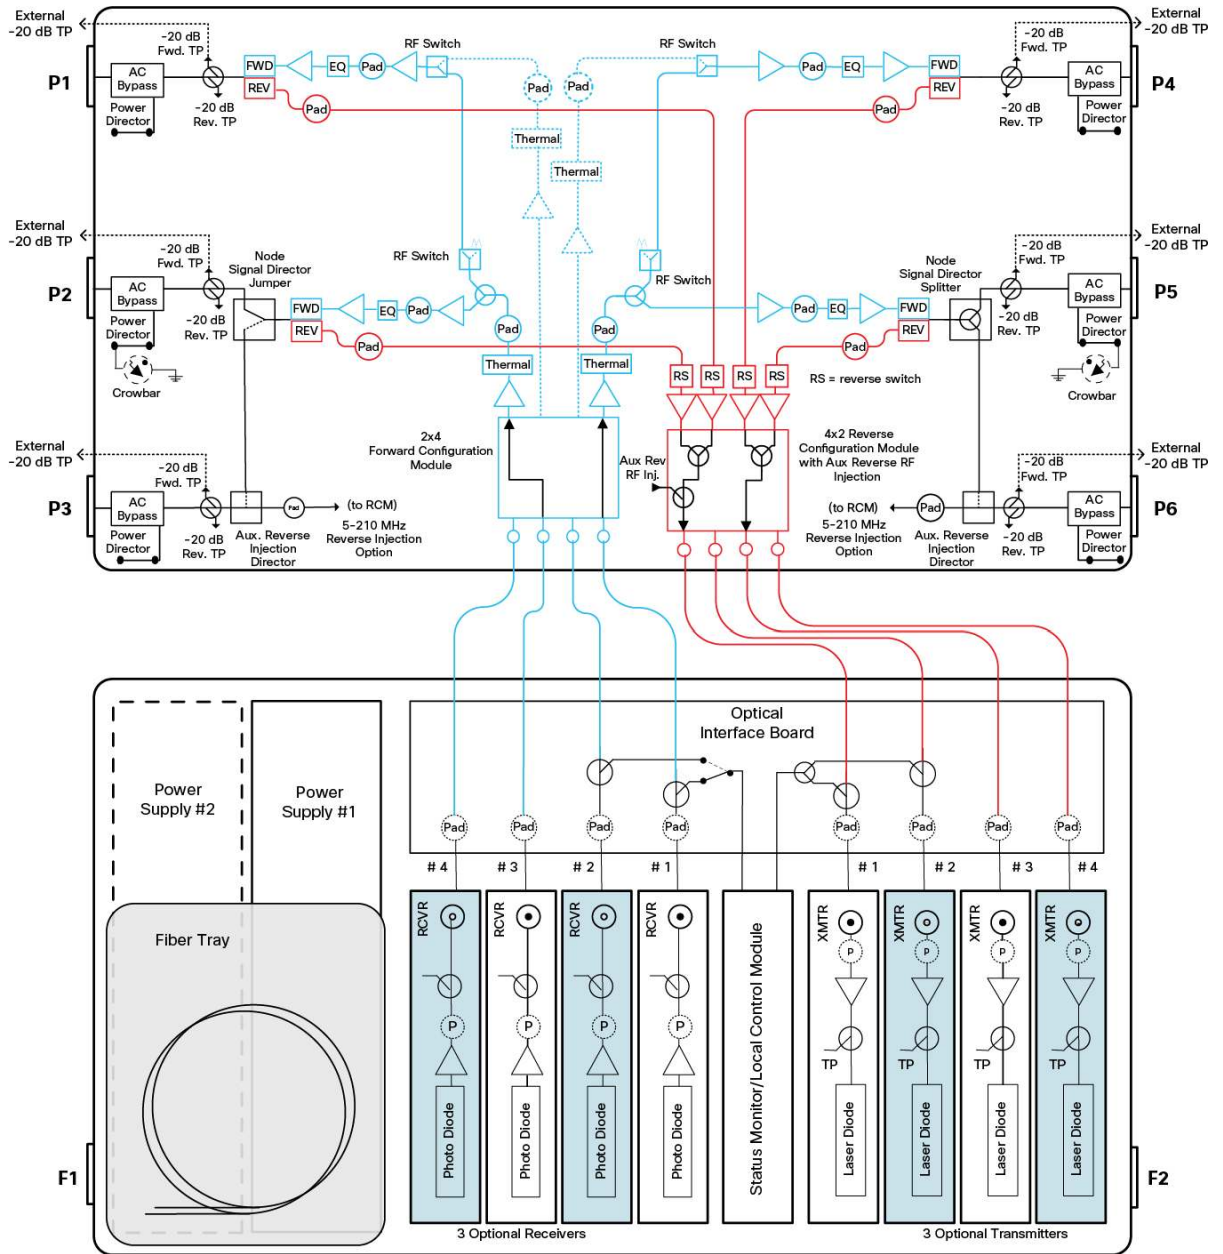 External
-20 dB TP
-20 dB
Fwd. TP
RF Switch
RF Switch
-20 dB
Fwd. TP
External
-20 dB TP
P1
AC
Bypass
FWD
EQ
Pad
Pad
Pad
Pad
EQ
FWD
AC
Bypass
P4
REV
Pad
Pad
REV
Power
Director
-20 dB
Rev. TP
-20 dB
Rev. TP
Power
Director
Thermal
Thermal
External
-20 dB TP
-20 dB
Fwd. TP
Node
Signal Director
Jumper
RF Switch
RF Switch
Node
Signal Director
Splitter
-20 dB
Fwd. TP
External
-20 dB TP
P2
AC
Bypass
FWD
EQ
Pad
Pad
Pad
Pad
EQ
FWD
AC
Bypass
P5
REV
Pad
Pad
REV
Power
Director
-20 dB
Rev. TP
-20 dB
Rev. TP
Power
Director
Thermal
Thermal
RS
RS
RS
RS
RS = reverse switch
Crowbar
Crowbar
2x4
Forward Configuration
Module
4x2 Reverse
Configuration Module
with Aux Reverse RF
Injection
Aux Rev
RF Inj.
External
-20 dB TP
-20 dB
Fwd. TP
-20 dB
Fwd. TP
External
-20 dB TP
P3
AC
Bypass
Pad
(to RCM)
5-210 MHz
Reverse Injection
Option
(to RCM)
5-210 MHz
Reverse Injection
Option
Pad
AC
Bypass
P6
Power
Director
-20 dB
Rev. TP
Aux. Reverse
Injection
Director
Aux. Reverse
Injection
Director
-20 dB
Rev. TP
Power
Director
Optical
Interface Board
Power
Supply #2
Power
Supply #1
Pad
Pad
Pad
Pad
Pad
Pad
Pad
Pad
# 4
# 3
# 2
# 1
# 1
# 2
# 3
# 4
Fiber Tray
RCVR
RCVR
RCVR
RCVR
Status Monitor/Local Control Module
XMTR
XMTR
XMTR
XMTR
P
P
P
P
P
P
P
P
TP
TP
TP
TP
Photo Diode
Photo Diode
Photo Diode
Photo Diode
Laser Diode
Laser Diode
Laser Diode
Laser Diode
F1
F2
3 Optional Receivers
3 Optional Transmitters